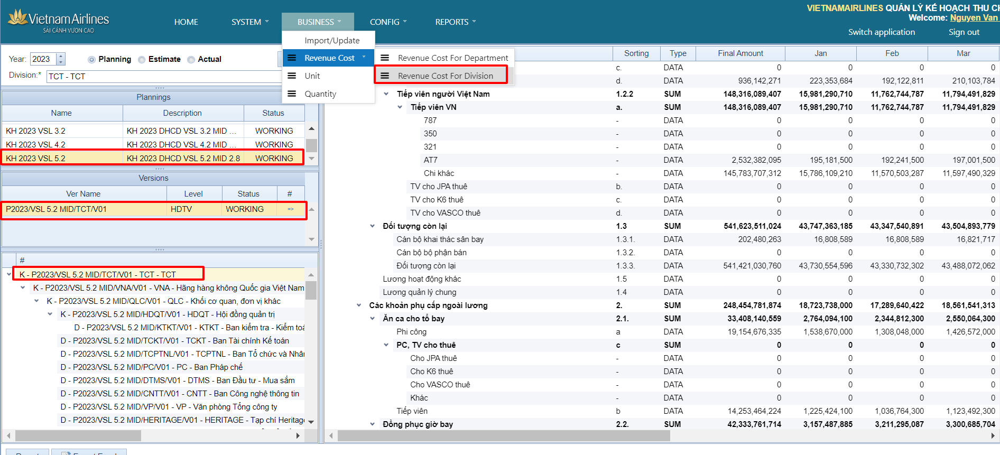 Vietnam Airlines
SẢI CÁNH VƯƠN CAO
HOME
SYSTEM
BUSINESS
CONFIG
REPORTS
VIETNAMAIRLINES QUẢN LÝ KẾ HOẠCH THU
Welcome: Nguyen Van
Switch application
Sign out
Import/Update
Revenue Cost
Unit
Quantity
Revenue Cost For Department
Revenue Cost For Division
Year: 2023 Planning Estimate Actual
Division:* TCT - TCT
Plannings
Name Description Status
KH 2023 VSL 3.2 KH 2023 DHCD VSL 3.2 MID ... WORKING
KH 2023 VSL 4.2 KH 2023 DHCD VSL 4.2 MID ... WORKING
KH 2023 VSL 5.2 KH 2023 DHCD VSL 5.2 MID 2.8 WORKING
Versions
Ver Name Level Status #
P2023/VSL 5.2 MID/TCT/V01 HDTV WORKING =>
#
K - P2023/VSL 5.2 MID/TCT/V01 - TCT - TCT
K - P2023/VSL 5.2 MID/VNA/V01 - VNA - Hãng hàng không Quốc gia Việt Nam
K - P2023/VSL 5.2 MID/QLC/V01 - QLC - Khối cơ quan, đơn vị khác
K - P2023/VSL 5.2 MID/HDQT/V01 - HDQT - Hội đồng quản trị
D - P2023/VSL 5.2 MID/KTKT/V01 - KTKT - Ban kiểm tra - Kiểm
D - P2023/VSL 5.2 MID/TCKT/V01 - TCKT - Ban Tài chính Kế toán
D - P2023/VSL 5.2 MID/TCPTNL/V01 - TCPTNL - Ban Tổ chức và
D - P2023/VSL 5.2 MID/PC/V01 - PC - Ban Pháp chế
D - P2023/VSL 5.2 MID/DTMS/V01 - DTMS - Ban Đầu tư - Mua sắm
D - P2023/VSL 5.2 MID/CNTT/V01 - CNTT - Ban Công nghệ thông tin
D - P2023/VSL 5.2 MID/VP/V01 - VP - Văn phòng Tổng công ty
D - P2023/VSL 5.2 MID/HERITAGE/V01 - HERITAGE - Tạp chí Heritage
Sorting Type Final Amount Jan Feb Mar
c. DATA 0 0 0 0
d. DATA 936,142,271 223,353,684 192,122,811 210,103,784
Tiếp viên người Việt Nam 1.2.2 SUM 148,316,089,407 15,981,290,710 11,762,744,787 11,794,491,829
Tiếp viên VN a. SUM 148,316,089,407 15,981,290,710 11,762,744,787 11,794,491,829
787 - DATA 0 0 0 0
350 - DATA 0 0 0 0
321 - DATA 0 0 0 0
AT7 - DATA 2,532,382,095 195,181,500 192,241,500 197,001,500
Chi khác - DATA 145,783,707,312 15,786,109,210 11,570,503,287 11,597,490,329
TV cho JPA thuê b. DATA 0 0 0 0
TV cho K6 thuê c. DATA 0 0 0 0
TV cho VASCO thuê d. DATA 0 0 0 0
Đối tượng còn lại 1.3 SUM 541,623,511,024 43,747,363,185 43,347,540,891 43,504,893,779
Cán bộ khai thác sân bay 1.3.1. DATA 202,480,263 16,808,589 16,808,589 16,821,717
Cán bộ bộ phận bán 1.3.2. DATA 0 0 0 0
Đối tượng còn lại 1.3.3. DATA 541,421,030,760 43,730,554,596 43,330,732,302 43,488,072,062
Lương hoạt động khác 1.5 DATA 0 0 0 0
Lương quản lý chung 1.4 DATA 0 0 0 0
Các khoản phụ cấp ngoài lương 2. SUM 248,454,781,874 18,723,738,000 17,289,640,422 18,561,541,313
Ăn ca cho tổ bay 2.1. SUM 33,408,140,559 2,764,094,100 2,344,812,300 2,550,064,300
Phi công a DATA 19,154,676,335 1,538,670,000 1,308,048,000 1,426,572,000
PC, TV cho thuê c SUM 0 0 0 0
Cho JPA thuê - DATA 0 0 0 0
Cho K6 thuê - DATA 0 0 0 0
Cho VASCO thuê - DATA 0 0 0 0
Khác - DATA 0 0 0 0
Tiếp viên b DATA 14,253,464,224 1,225,424,100 1,036,764,300 1,123,492,300
Đồng phục giờ bay 2.2. SUM 42,333,761,714 3,157,487,885 3,211,295,087 3,300,685,704